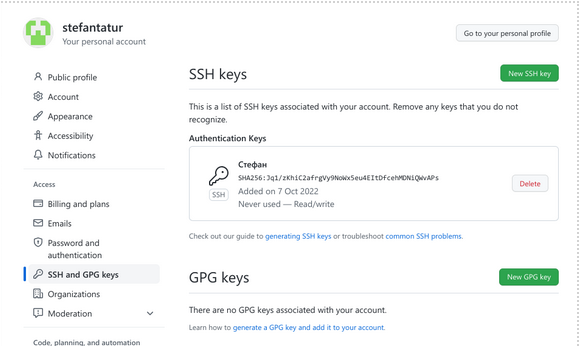 stefantatur
Your personal account
Go to your personal profile
Public profile
Account
Appearance
Accessibility
Notifications
Access
Billing and plans
Emails
Password and
authentication
SSH and GPG keys
Organizations
Moderation
Code, planning, and automation
SSH keys
New SSH key
This is a list of SSH keys associated with your account. Remove any keys that you do not
recognize.
Authentication Keys
Стефан
SHA256:Jq1/zKhiC2afrgVy9NoWx5eu4EItDfcehMDNiQWvAPs
SSH
Added on 7 Oct 2022
Never used — Read/write
Delete
Check out our guide to generating SSH keys or troubleshoot common SSH problems.
GPG keys
New GPG key
There are no GPG keys associated with your account.
Learn how to generate a GPG key and add it to your account.